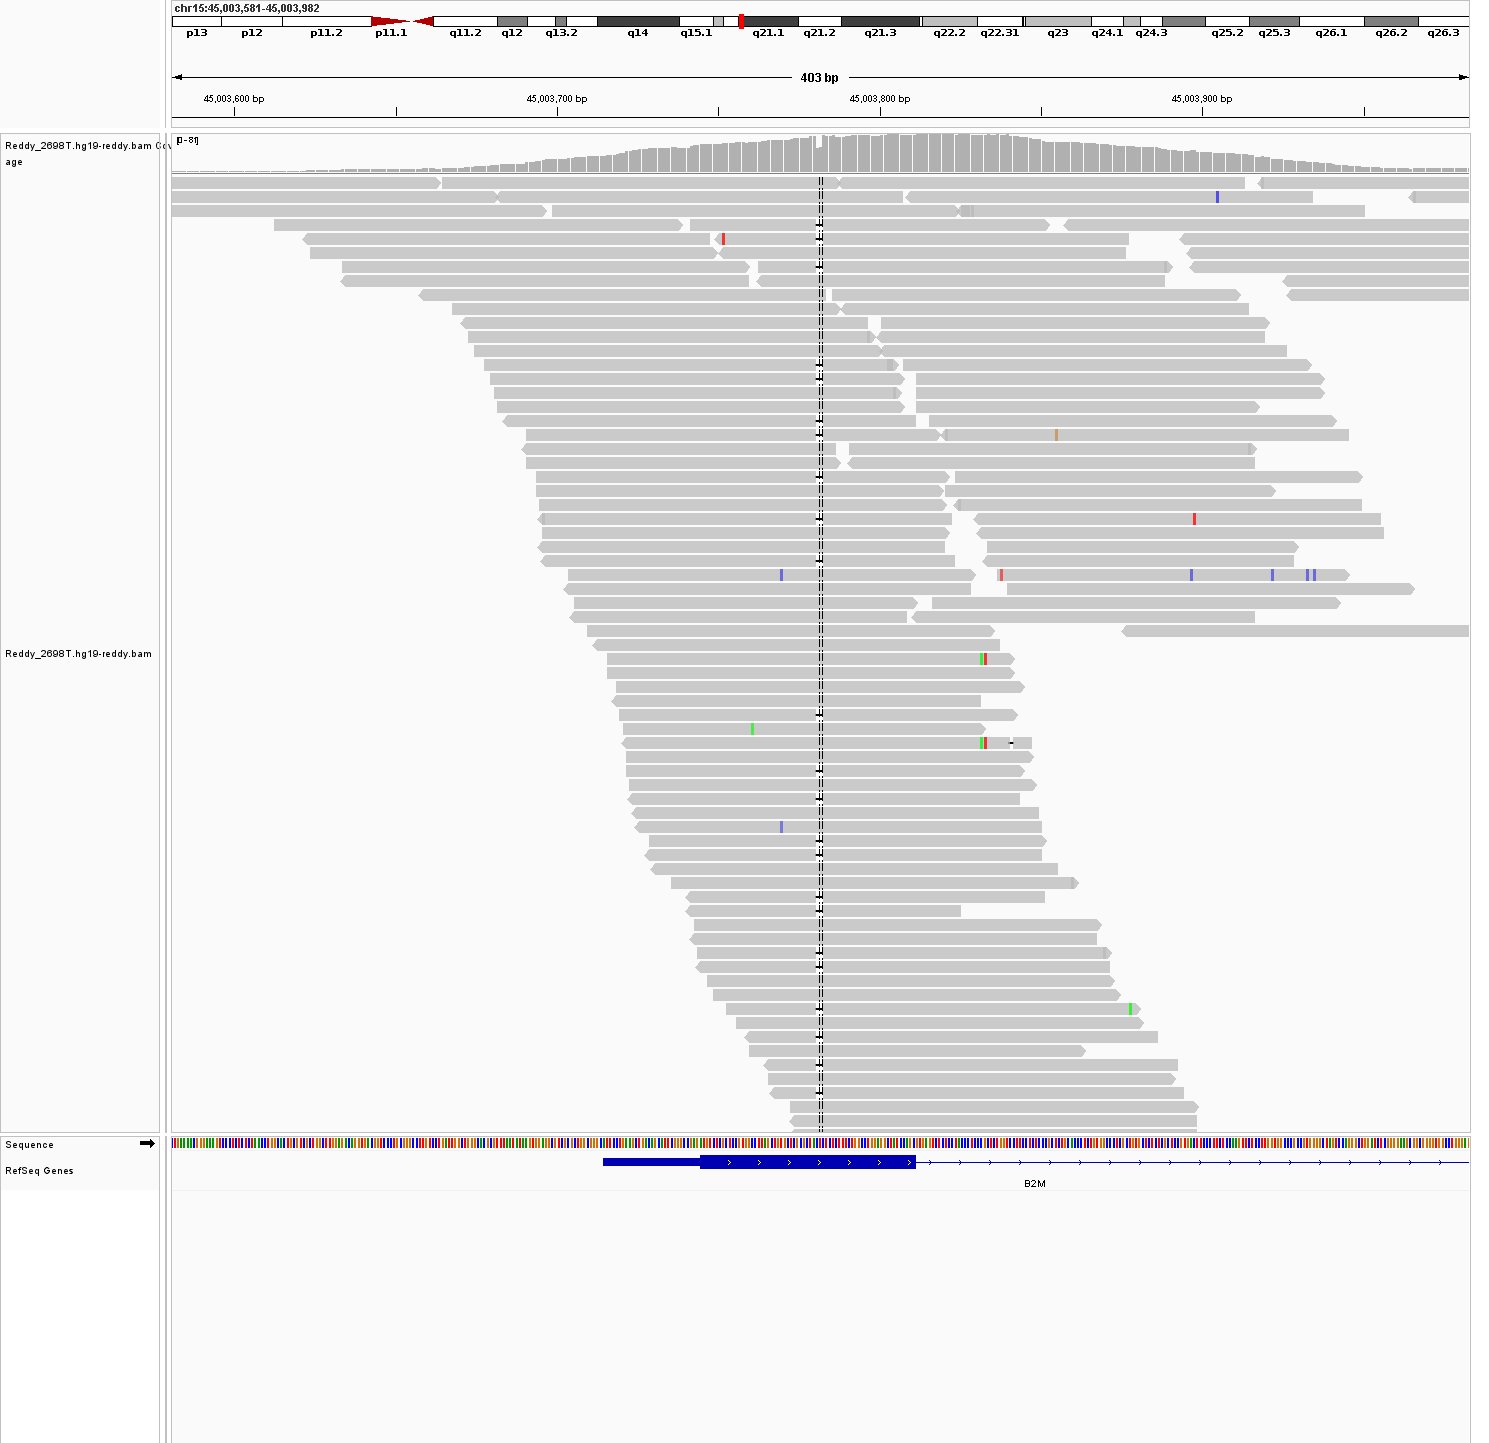 chr15:45,003,581-45,003,982
p13 p12 p11.2 p11.1 q11.2 q12 q13.2 q14 q15.1 q21.1 q21.2 q21.3 q22.2 q22.31 q23 q24.1 q24.3 q25.2 q25.3 q26.1 q26.2 q26.3
403 bp
45,003,600 bp 45,003,700 bp 45,003,800 bp 45,003,900 bp
[0-81]
Reddy_2698T.hg19-reddy.bam Cov
age
Reddy_2698T.hg19-reddy.bam
Sequence
RefSeq Genes
B2M